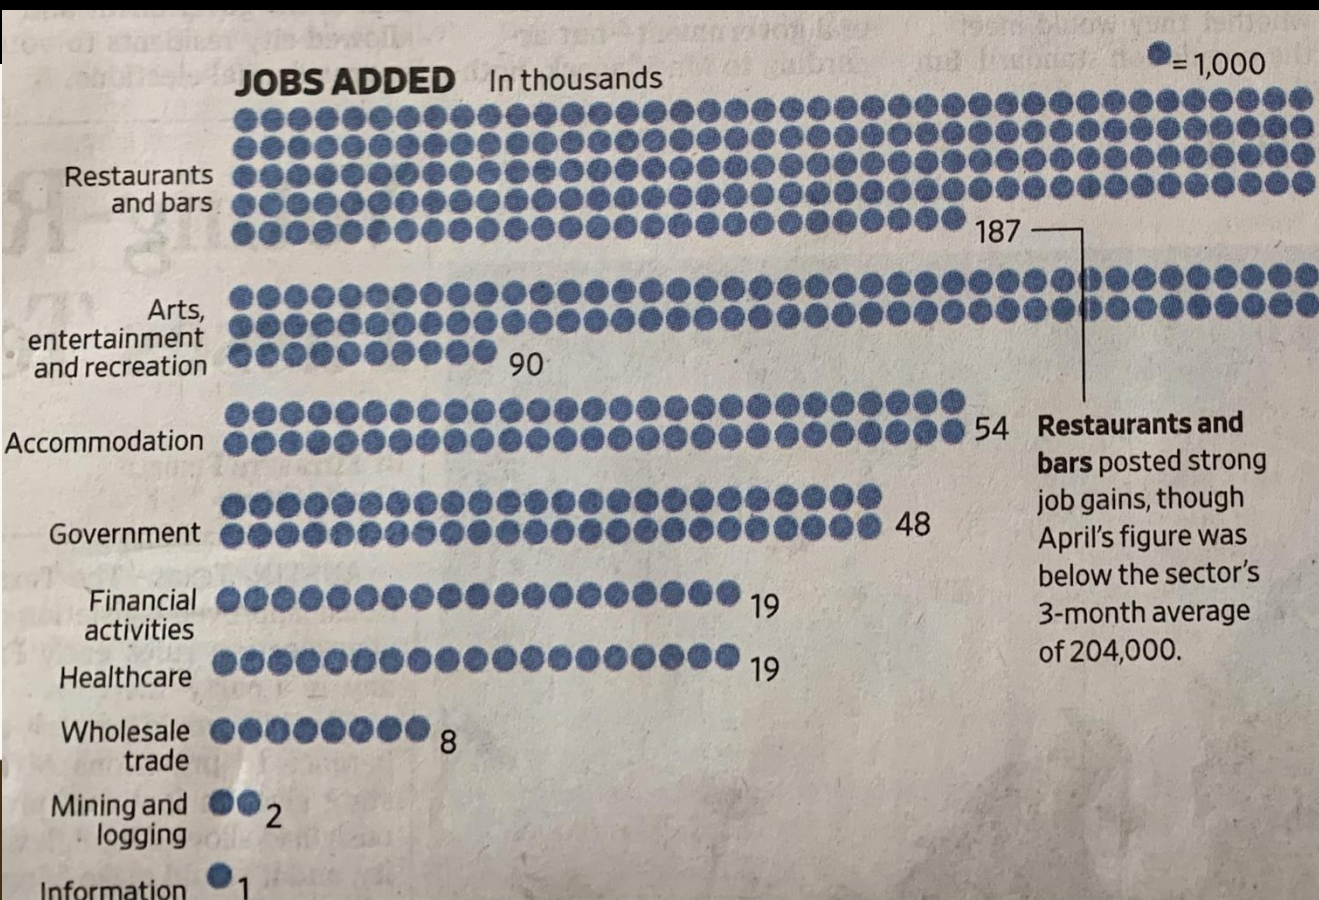 JOBS ADDED In thousands
= 1,000
Restaurants
and bars
187
Arts,
entertainment
and recreation
90
Accommodation
54
Government
48
Financial
activities
19
Healthcare
19
Wholesale
trade
8
Mining and
logging
2
Information
1
Restaurants and
bars posted strong
job gains, though
April's figure was
below the sector's
3-month average
of 204,000.